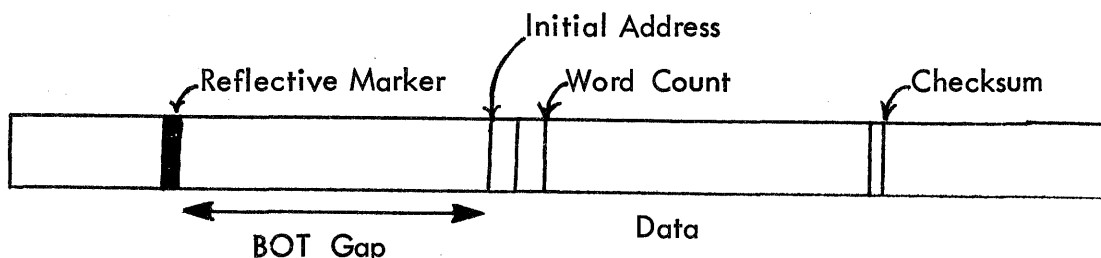 Initial Address
Reflective Marker
Word Count
Checksum
Data
BOT Gap